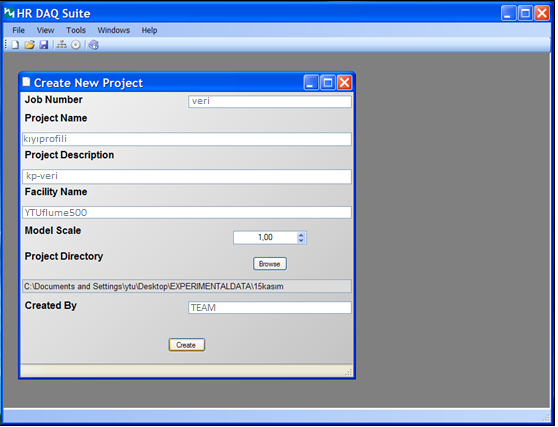 HR DAQ Suite
File View Tools Windows Help
Create New Project
Job Number veri
Project Name
kıyıprofili
Project Description
kp-veri
Facility Name
YTUflume500
Model Scale 1,00
Project Directory Browse
C:\Documents and Settings\ytu\Desktop\EXPERIMENTALDATA\15kasım
Created By TEAM
Create